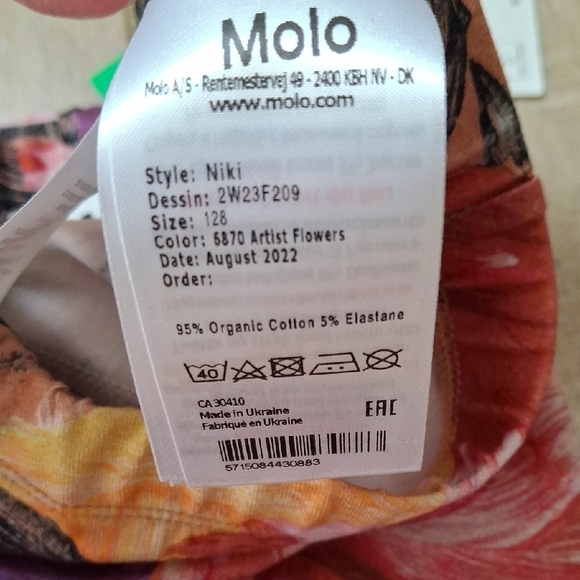 Molo
Molo A/S - Rentemestervej 49 - 2400 KBH NV - DK
www.molo.com
Style: Niki
Dessin: 2W23F209
Size: 128
Color: 6870 Artist Flowers
Date: August 2022
Order:
95% Organic Cotton 5% Elastane
40
CA 30410
Made in Ukraine
Fabriqué en Ukraine
EAC
5715084430883